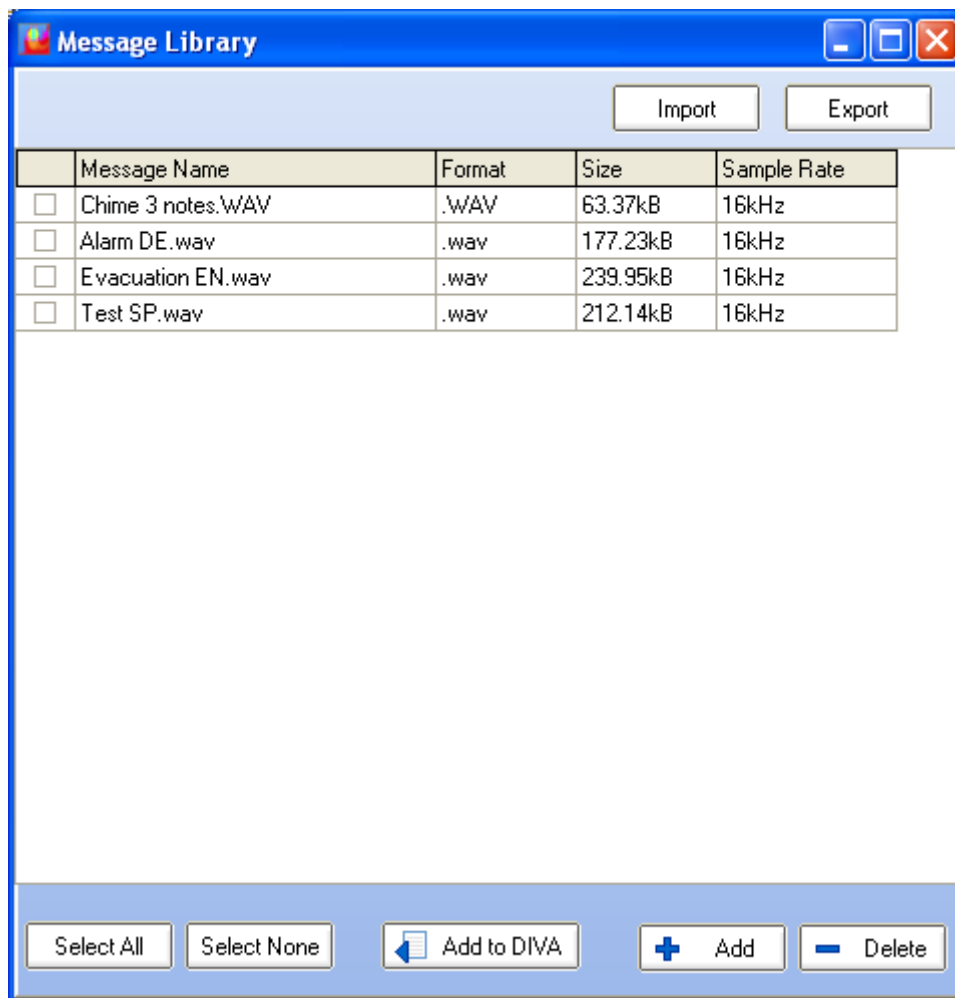 Message Library
Import Export
Message Name Format Size Sample Rate
Chime 3 notes.WAV .WAV 63.37kB 16kHz
Alarm DE.wav .wav 177.23kB 16kHz
Evacuation EN.wav .wav 239.95kB 16kHz
Test SP.wav .wav 212.14kB 16kHz
Select All Select None Add to DIVA Add Delete